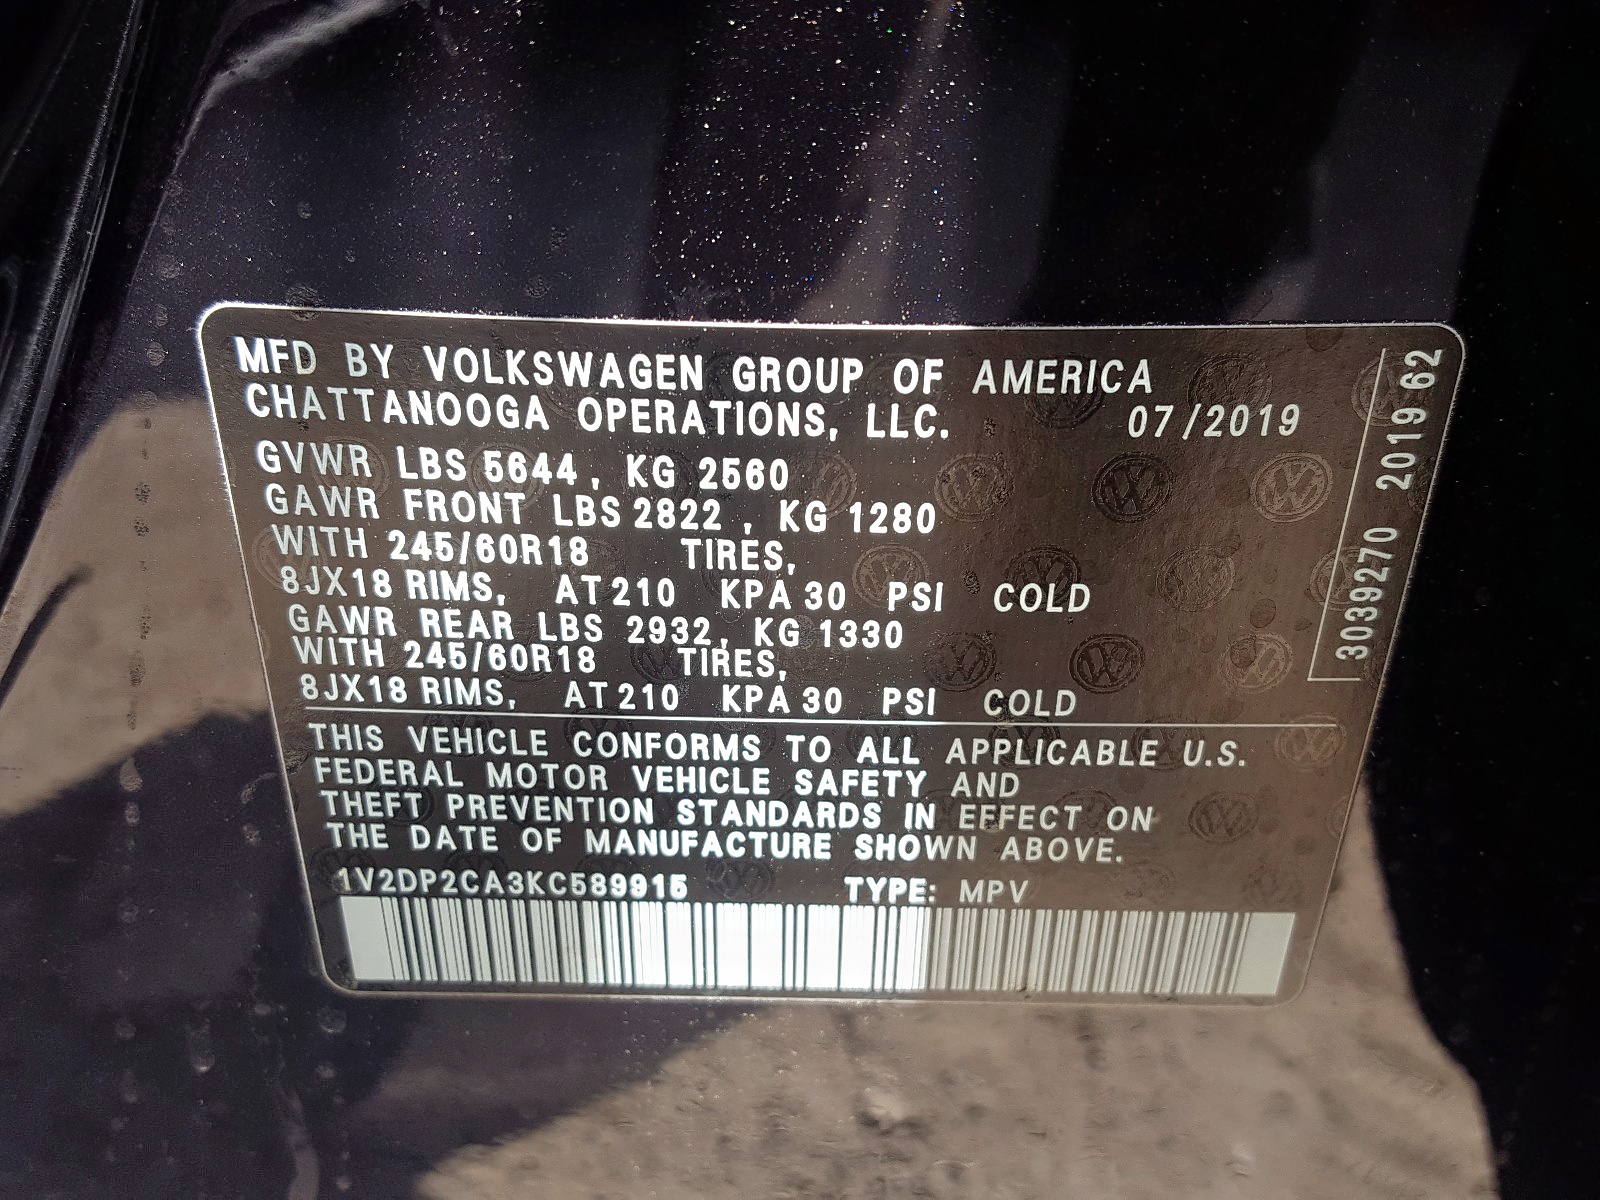 MFD BY VOLKSWAGEN GROUP OF AMERICA
CHATTANOOGA OPERATIONS, LLC. 07/2019
GVWR LBS 5644, KG 2560
GAWR FRONT LBS 2822, KG 1280
WITH 245/60R18 TIRES,
8JX18 RIMS, AT 210 KPA 30 PSI COLD
GAWR REAR LBS 2932, KG 1330
WITH 245/60R18 TIRES,
8JX18 RIMS, AT 210 KPA 30 PSI COLD
THIS VEHICLE CONFORMS TO ALL APPLICABLE U.S.
FEDERAL MOTOR VEHICLE SAFETY AND
THEFT PREVENTION STANDARDS IN EFFECT ON
THE DATE OF MANUFACTURE SHOWN ABOVE.
1V2DP2CA3KC589915 TYPE: MPV
3039270 2019 62